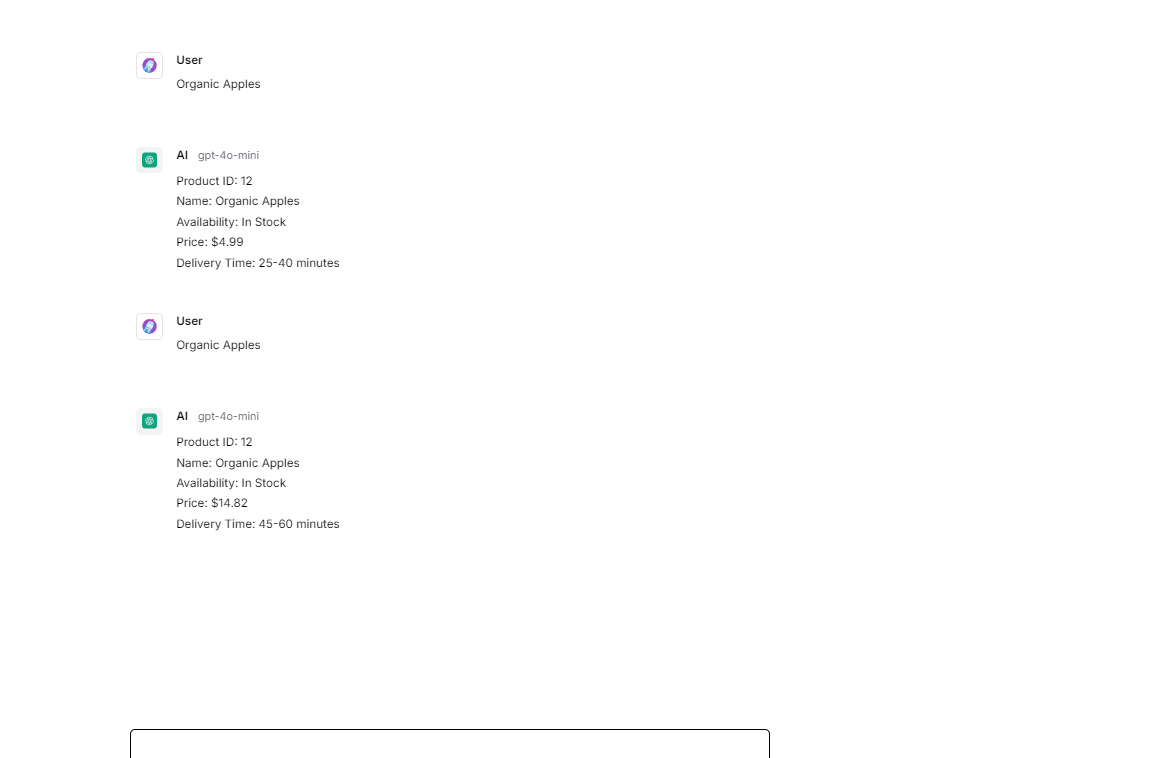 User
Organic Apples
AI gpt-4o-mini
Product ID: 12
Name: Organic Apples
Availability: In Stock
Price: $4.99
Delivery Time: 25-40 minutes
User
Organic Apples
AI gpt-4o-mini
Product ID: 12
Name: Organic Apples
Availability: In Stock
Price: $14.82
Delivery Time: 45-60 minutes